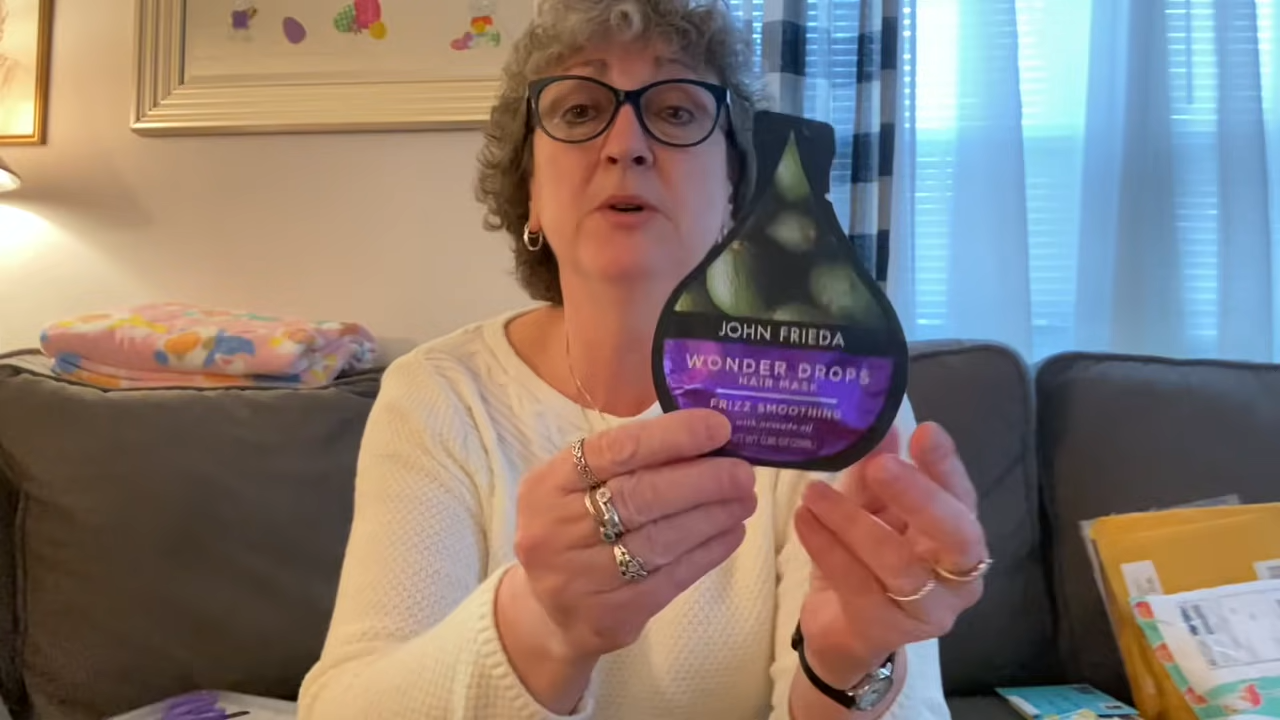 JOHN FRIEDA
WONDER DROPS
HAIR MASK
FRIZZ SMOOTHING
with avocado oil